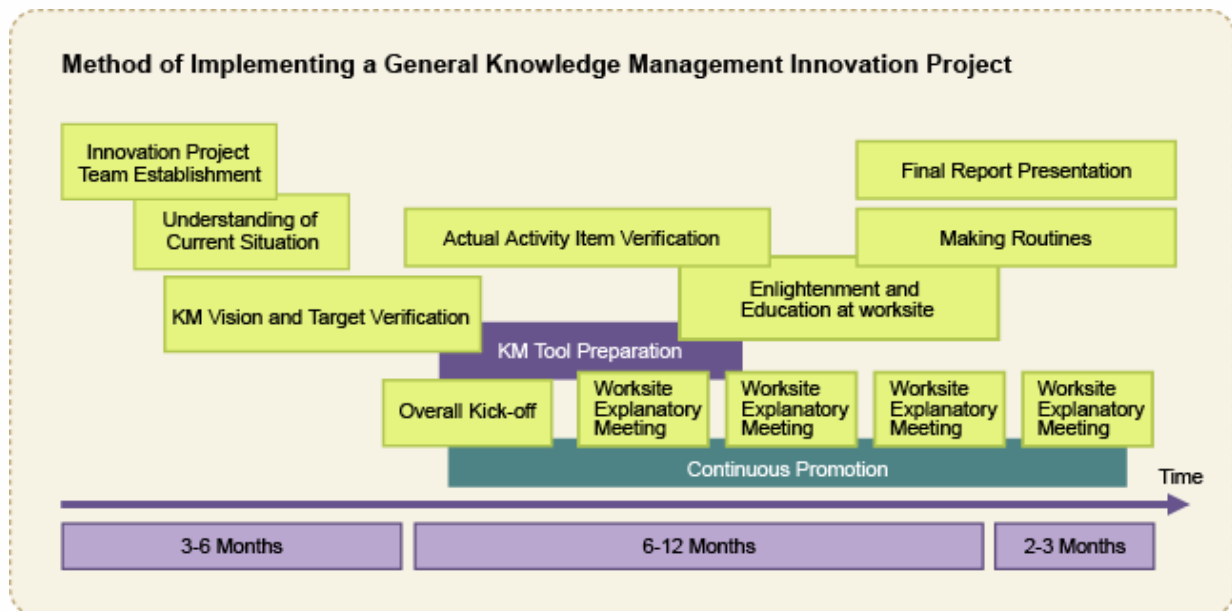 Method of Implementing a General Knowledge Management Innovation Project
Innovation Project
Team Establishment
Understanding of
Current Situation
KM Vision and Target Verification
Actual Activity Item Verification
Final Report Presentation
Making Routines
Enlightenment and
Education at worksite
KM Tool Preparation
Overall Kick-off
Worksite
Explanatory
Meeting
Worksite
Explanatory
Meeting
Worksite
Explanatory
Meeting
Worksite
Explanatory
Meeting
Continuous Promotion
Time
3-6 Months
6-12 Months
2-3 Months